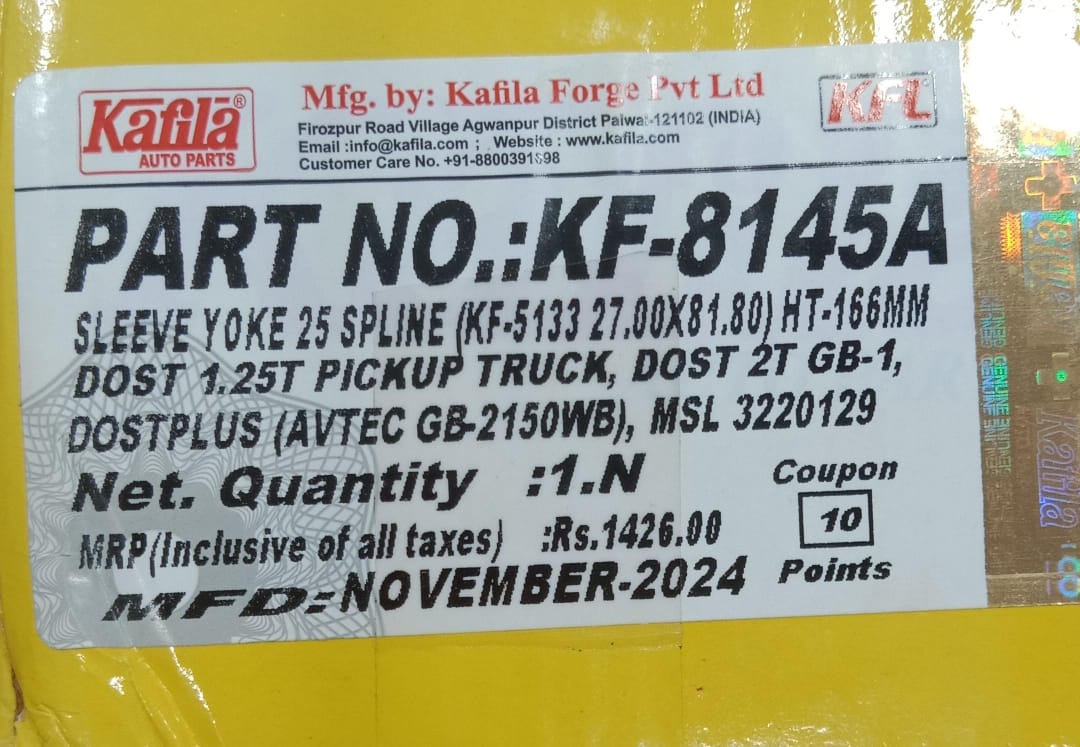 Kafila®
AUTO PARTS
Mfg. by: Kafila Forge Pvt Ltd
Firozpur Road Village Agwanpur District Palwal-121102 (INDIA)
Email :info@kafila.com ; Website : www.kafila.com
Customer Care No. +91-8800391598
KFL
PART NO.:KF-8145A
SLEEVE YOKE 25 SPLINE (KF-5133 27.00X81.80) HT-166MM
DOST 1.25T PICKUP TRUCK, DOST 2T GB-1,
DOSTPLUS (AVTEC GB-2150WB), MSL 3220129
Net. Quantity :1.N
MRP(Inclusive of all taxes) :Rs.1426.00
MFD:NOVEMBER-2024
Coupon
10
Points
GENUINE
Kafila